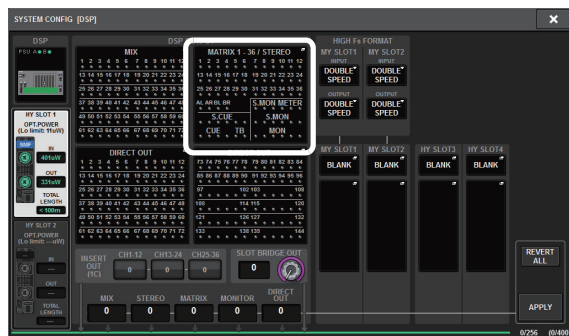 SYSTEM CONFIG [DSP]
DSP
PSU A B
HY SLOT 1
OPT.POWER
(Lo limit: 11uW)
SMF
IN
401uW
OUT
331uW
TOTAL
LENGTH
< 100m
HY SLOT 2
OPT.POWER
(Lo limit: ---uW)
IN
---
OUT
---
TOTAL
LENGTH
---
MIX
1 2 3 4 5 6 7 8 9 10 11 12
13 14 15 16 17 18 19 20 21 22 23 24
25 26 27 28 29 30 31 32 33 34 35 36
37 38 39 40 41 42 43 44 45 46 47 48
49 50 51 52 53 54 55 56 57 58 59 60
61 62 63 64 65 66 67 68 69 70 71 72
MATRIX 1 - 36 / STEREO
1 2 3 4 5 6 7 8 9 10 11 12
13 14 15 16 17 18 19 20 21 22 23 24
25 26 27 28 29 30 31 32 33 34 35 36
AL AR BL BR S.MON METER
S.CUE S.MON
CUE TB MON
DIRECT OUT
1 2 3 4 5 6 7 8 9 10 11 12
13 14 15 16 17 18 19 20 21 22 23 24
25 26 27 28 29 30 31 32 33 34 35 36
37 38 39 40 41 42 43 44 45 46 47 48
49 50 51 52 53 54 55 56 57 58 59 60
61 62 63 64 65 66 67 68 69 70 71 72
73 74 75 76 77 78 79 80 81 82 83 84
85 86 87 88 89 90 91 92 93 94 95 96
97 102 103 108
109 114 115 120
121 126 127 132
133 138 139 144
HIGH Fs FORMAT
MY SLOT1 MY SLOT2
INPUT INPUT
DOUBLE SPEED DOUBLE SPEED
OUTPUT OUTPUT
DOUBLE SPEED DOUBLE SPEED
MY SLOT1 MY SLOT2 HY SLOT3 HY SLOT4
BLANK BLANK BLANK BLANK
INSERT OUT (1C)
CH1-12 CH13-24 CH25-36
0 0 0
SLOT BRIDGE OUT
0
MIX STEREO MATRIX MONITOR DIRECT OUT
0 0 0 0 0
REVERT ALL
APPLY
0/256 (0/400